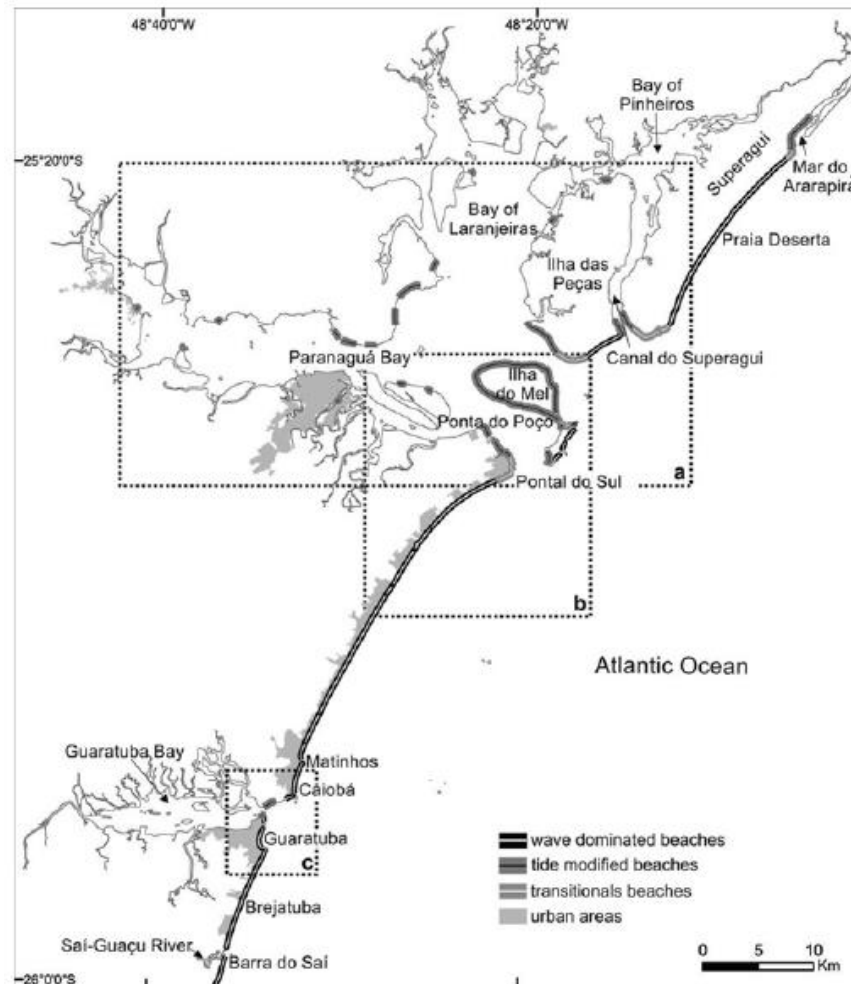 48°40'0"W
48°20'0"W
Bay of
Pinheiros
25°20'S
Superagui
Mar do
Ararapira
Bay of
Laranjeiras
Praia Deserta
Ilha das
Peças
Paranaguá Bay
Canal do Superagui
Ilha
do Mel
Ponta do Poço
a
Pontal do Sul
b
Atlantic Ocean
Guaratuba Bay
Matinhos
Caiobá
Guaratuba
c
wave dominated beaches
tide modified beaches
transitionals beaches
urban areas
Brejatuba
Saí-Guaçu River
Barra do Saí
0 5 10
Km
26°0'0"S